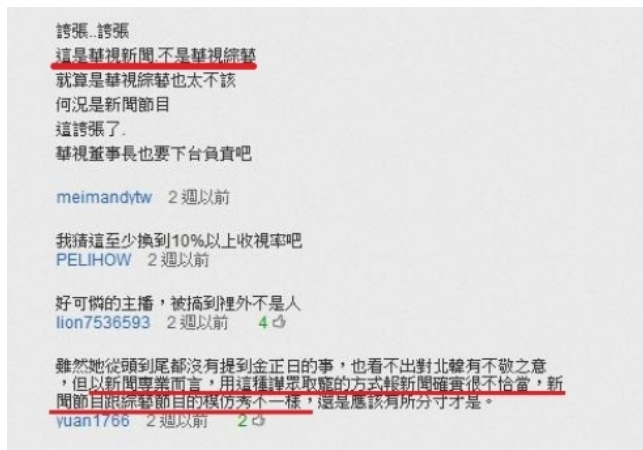 誇張..誇張
這是華視新聞.不是華視綜藝
就算是華視綜藝也太不該
何況是新聞節目
這誇張了.
華視董事長也要下台負責吧
meimandytw 2 週以前
我猜這至少換到10%以上收視率吧
PELIHOW 2 週以前
好可憐的主播，被搞到裡外不是人
lion7536593 2 週以前 4
雖然她從頭到尾都沒有提到金正日的事，也看不出對北韓有不敬之意
，但以新聞專業而言，用這種譁眾取寵的方式報新聞確實很不恰當，新
聞節目跟綜藝節目的模仿秀不一樣，還是應該有所分寸才是。
yuan1766 2 週以前 2